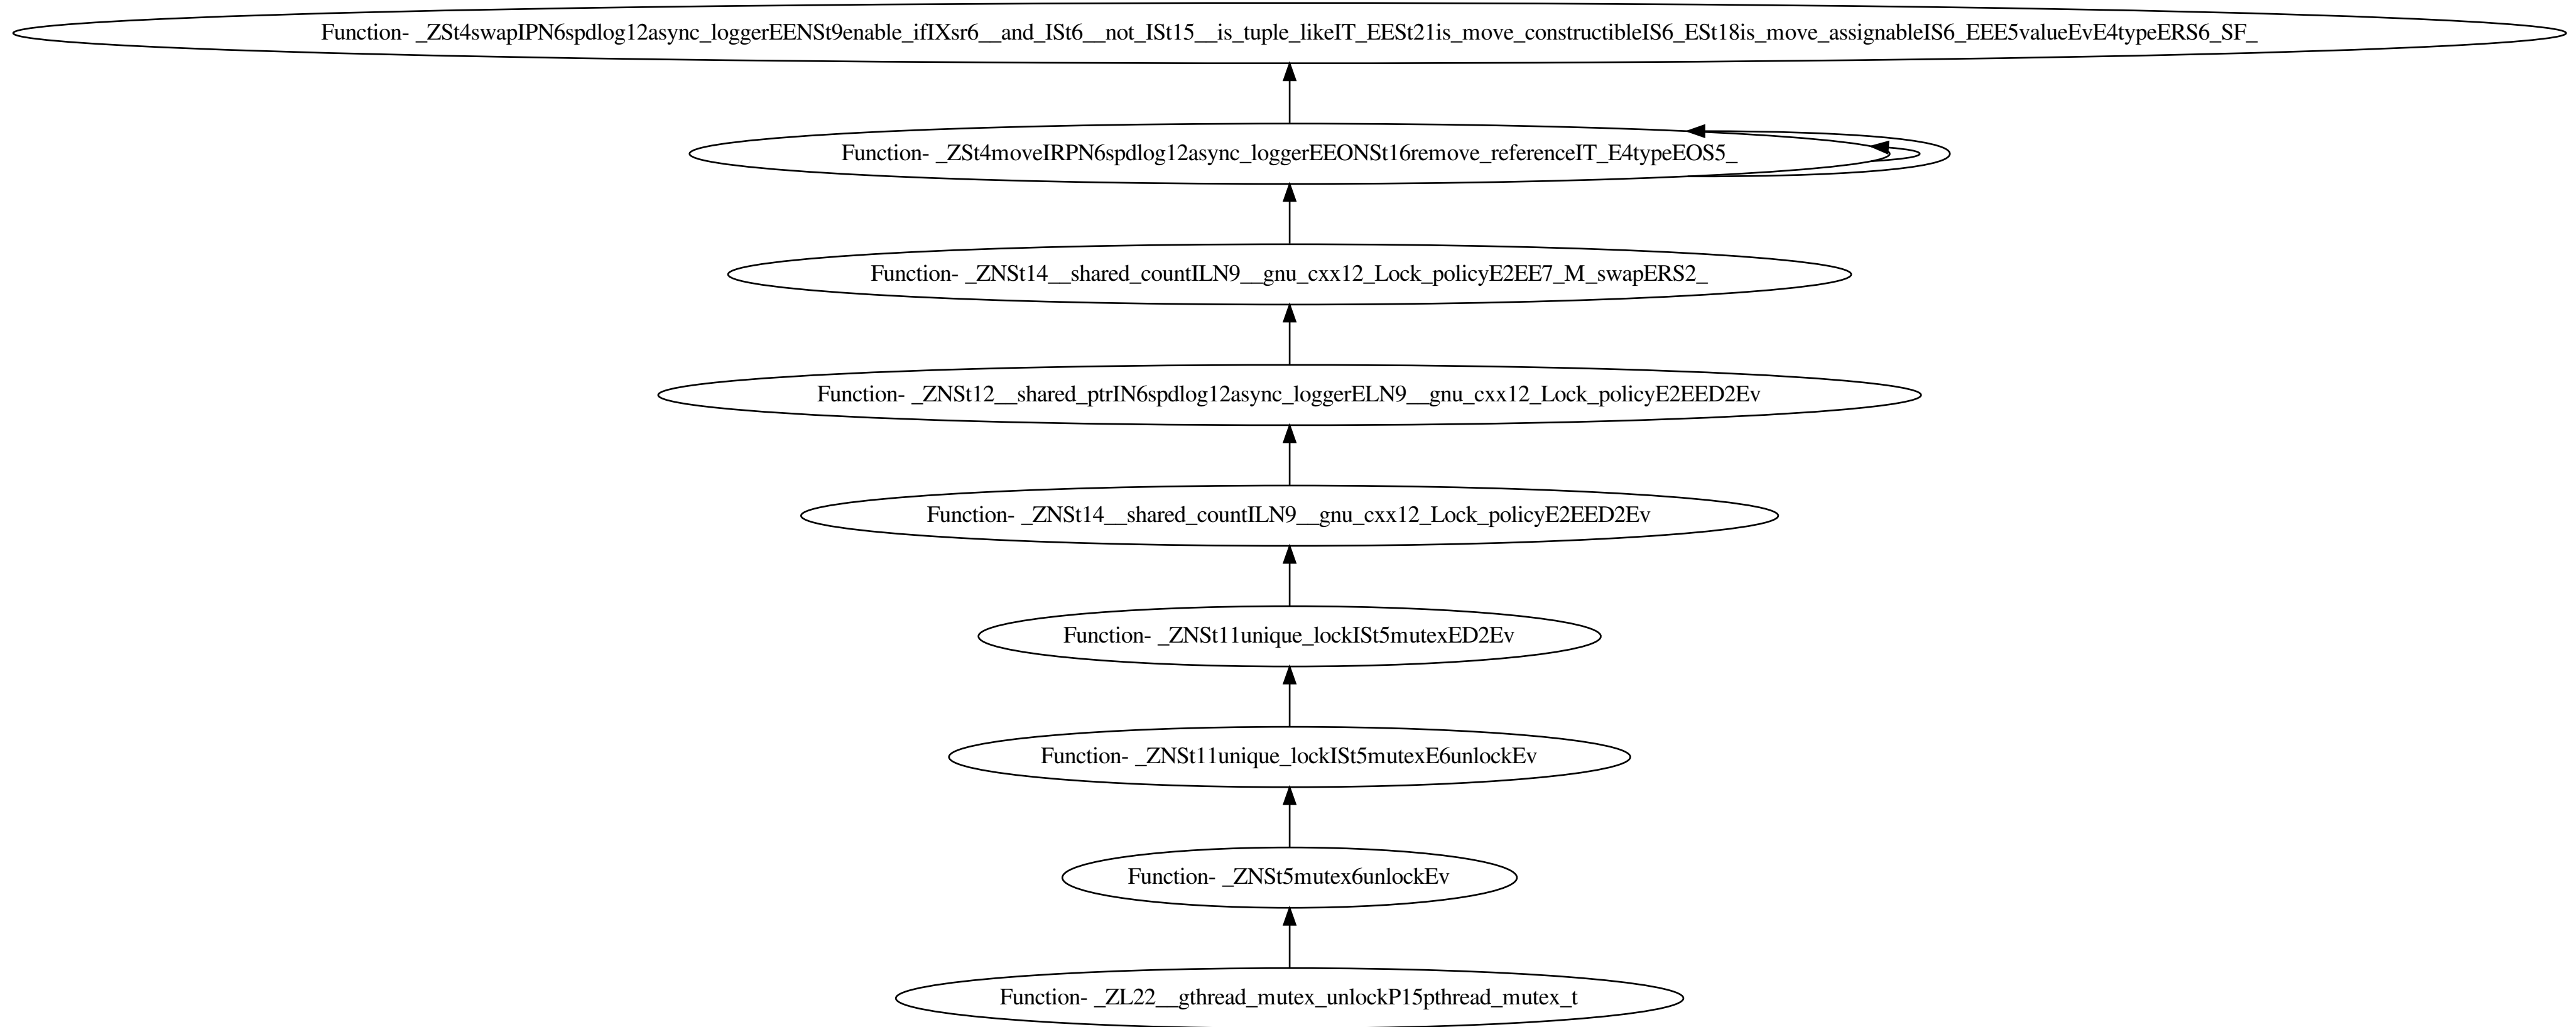 Function- _ZSt4swapIPN6spdlog12async_loggerEENSt9enable_ifIXsr6__and_ISt6__not_ISt15__is_tuple_likeIT_EESt21is_move_constructibleIS6_ESt18is_move_assignableIS6_EEE5valueEvE4typeERS6_SF_
Function- _ZSt4moveIRPN6spdlog12async_loggerEEONSt16remove_referenceIT_E4typeEOS5_
Function- _ZNSt14__shared_countILN9__gnu_cxx12_Lock_policyE2EE7_M_swapERS2_
Function- _ZNSt12__shared_ptrIN6spdlog12async_loggerELN9__gnu_cxx12_Lock_policyE2EED2Ev
Function- _ZNSt14__shared_countILN9__gnu_cxx12_Lock_policyE2EED2Ev
Function- _ZNSt11unique_lockISt5mutexED2Ev
Function- _ZNSt11unique_lockISt5mutexE6unlockEv
Function- _ZNSt5mutex6unlockEv
Function- _ZL22__gthread_mutex_unlockP15pthread_mutex_t